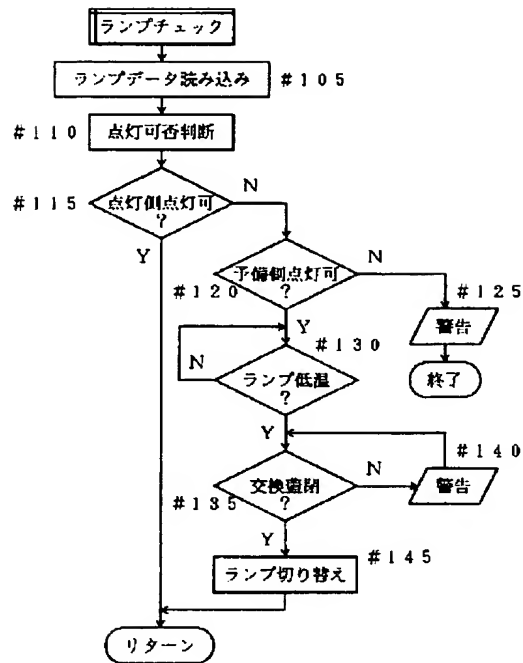 ランプチェック
ランプデータ読み込み #105
#110 点灯可否判断
#115 点灯側点灯可
?
N
Y
予備側点灯可
?
N
#120
Y
#125
警告
終了
#130
ランプ低温
?
N
Y
交換蓋閉
?
N
#135
Y
#140
警告
#145
ランプ切り替え
リターン